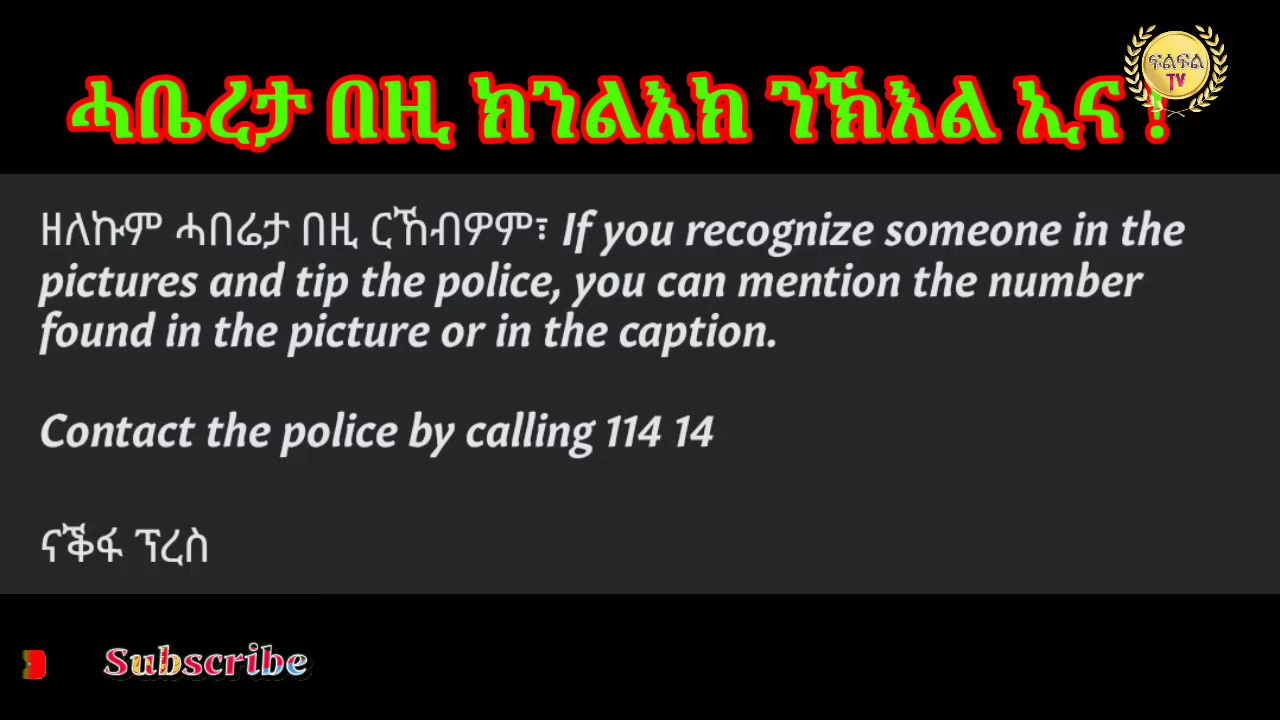 ሓቤረታ በዚ ክንልእክ ንኽእል ኢና !
ፍልፍል
TV
ዘለኩም ሓበሬታ በዚ ርኸብዎም፣ If you recognize someone in the
pictures and tip the police, you can mention the number
found in the picture or in the caption.
Contact the police by calling 114 14
ናቕፋ ፕረስ
Subscribe